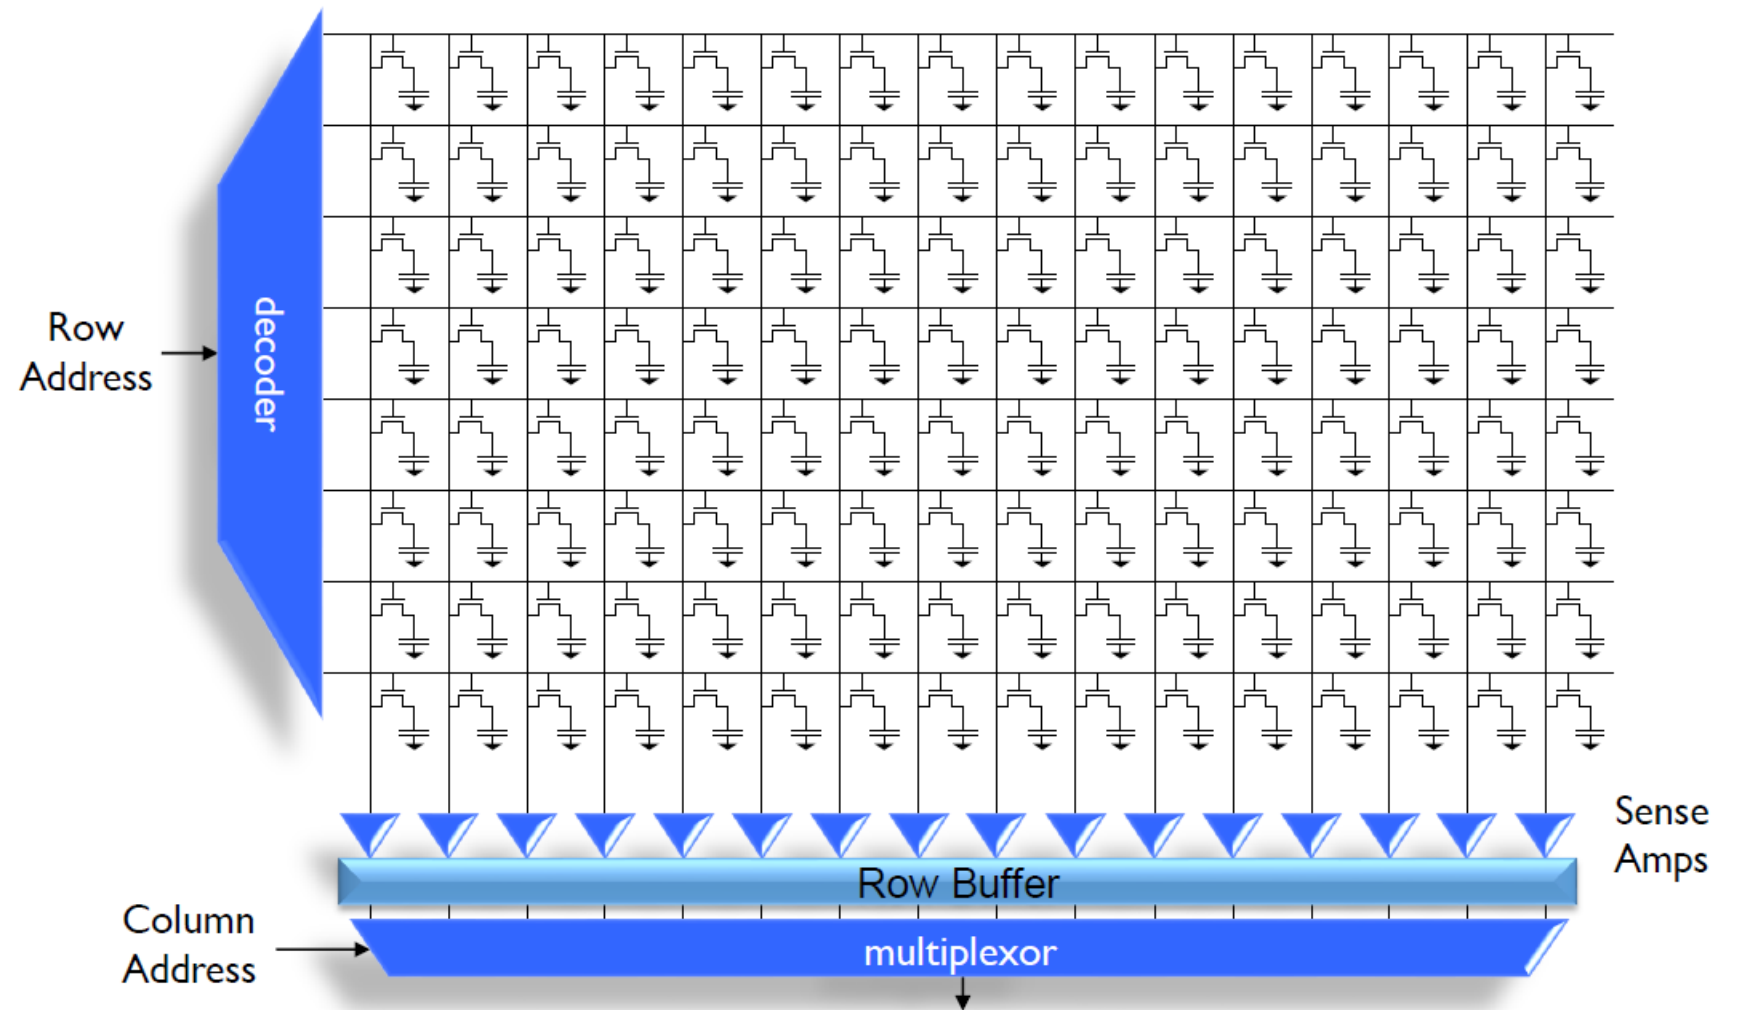 decoder
Row
Address
Sense
Amps
Row Buffer
Column
Address
multiplexor